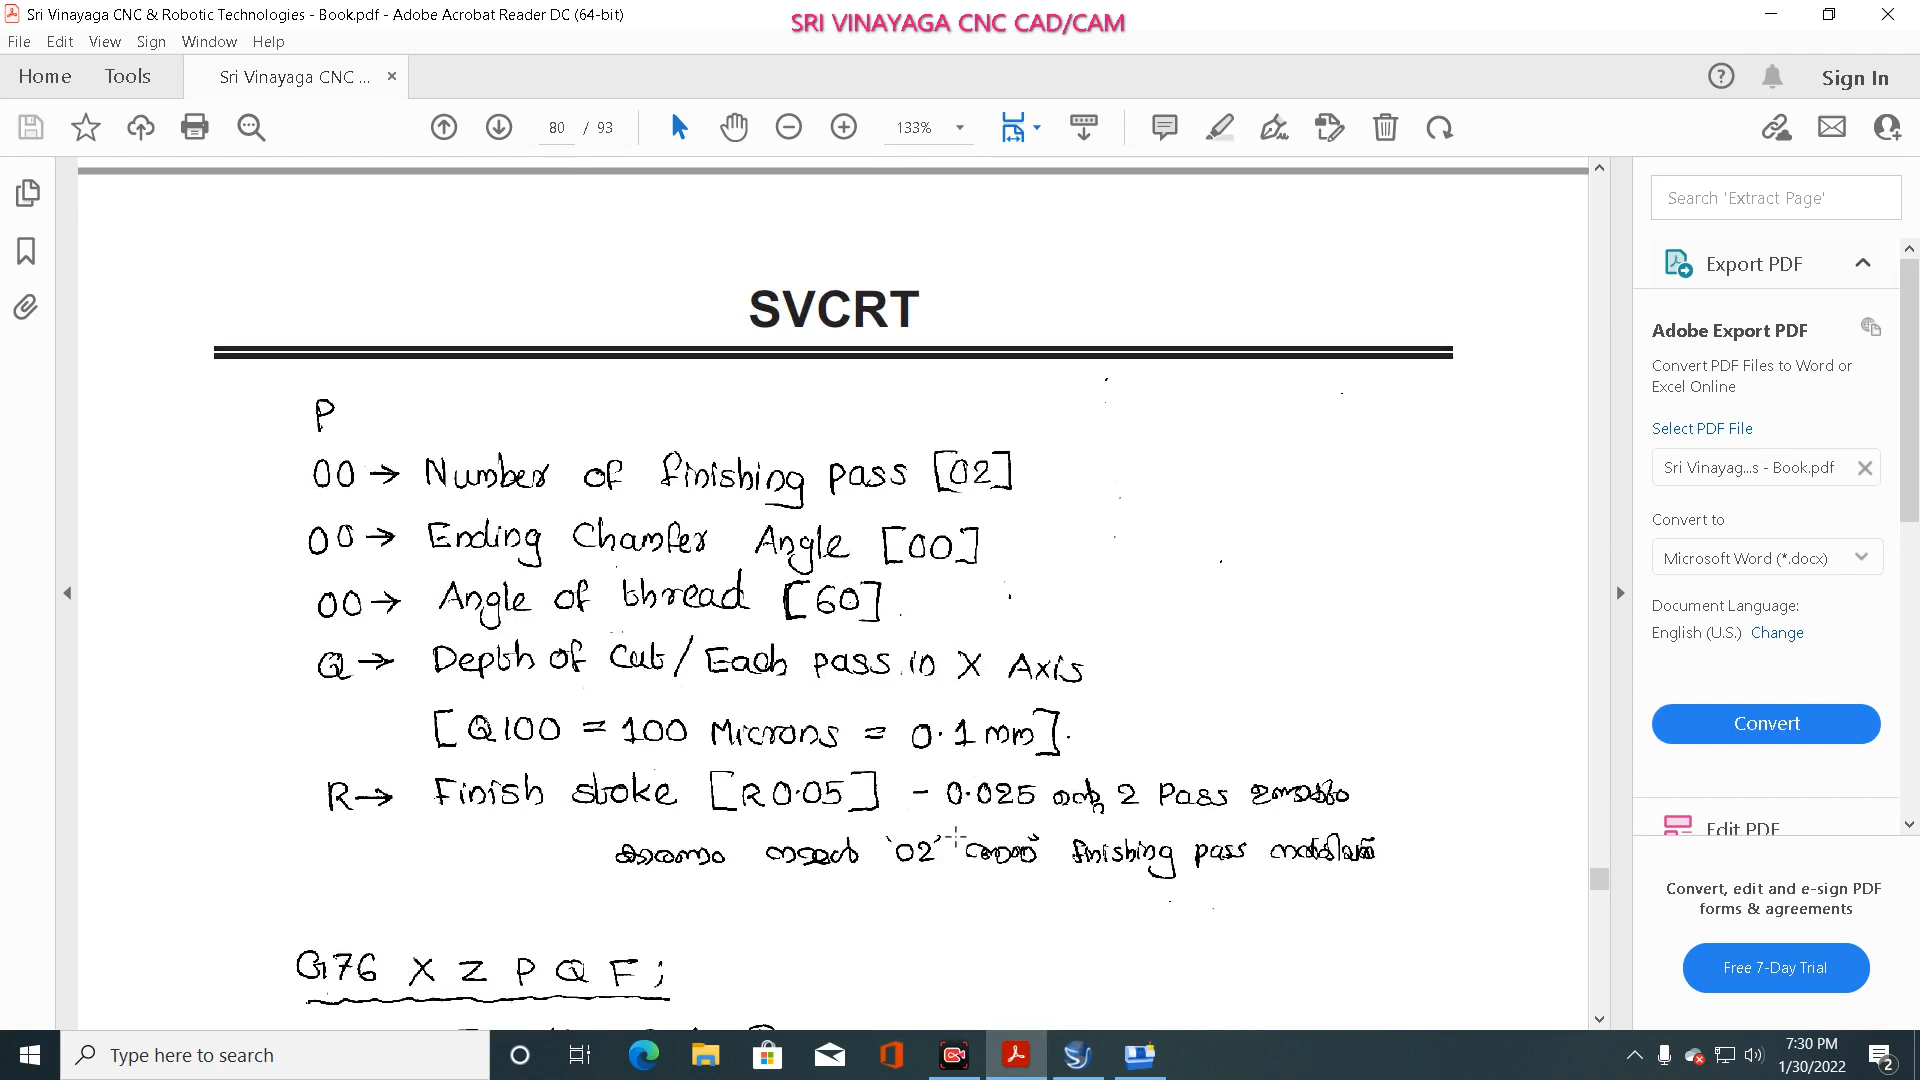 Sri Vinayaga CNC & Robotic Technologies - Book.pdf - Adobe Acrobat Reader DC (64-bit)
SRI VINAYAGA CNC CAD/CAM
File Edit View Sign Window Help
Home Tools Sri Vinayaga CNC ... × Sign In
80 / 93 133%
SVCRT
P
00 → Number of finishing pass [02]
00 → Ending Chamfer Angle [00]
00 → Angle of thread [60]
Q → Depth of Cut / Each pass in X Axis
[ Q100 = 100 Microns = 0.1 mm ].
R → Finish stoke [R0.05] - 0.025 2 Pass
'02' finishing pass
G76 X Z P Q F ;
Search 'Extract Page'
Export PDF
Adobe Export PDF
Convert PDF Files to Word or
Excel Online
Select PDF File
Sri Vinayag...s - Book.pdf
Convert to
Microsoft Word (*.docx)
Document Language:
English (U.S.) Change
Convert
Edit PDF
Convert, edit and e-sign PDF
forms & agreements
Free 7-Day Trial
Type here to search
7:30 PM
1/30/2022
2